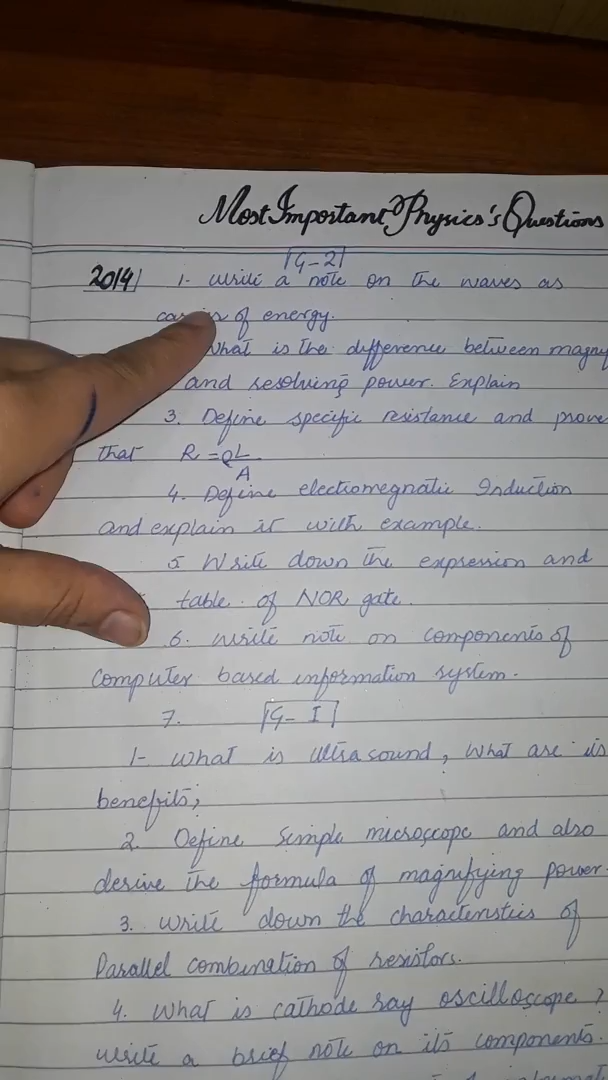 Most Important Physics's Questions
G-2
2014 1- write a note on the waves as
of energy.
what is the difference between magnify
and resolving power. Explain
3. Define specific resistance and prove
that R = ρL/A
4. Define electromegnatic Induction
and explain it with example.
5 Write down the expression and
table. of NOR gate.
6. write note on components of
computer based information system.
7. G-I
1- what is ultrasound, what are its
benefits;
2. Define simple microscope and also
derive the formula of magnifying power.
3. write down the characteristics of
Parallel combination of resistors.
4. what is cathode ray oscilloscope?
write a brief note on its components.